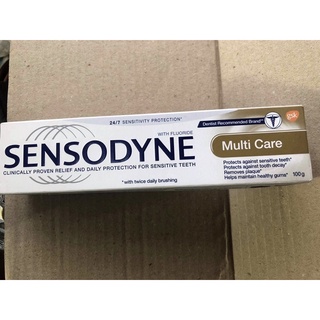 24/7 SENSITIVITY PROTECTION*
WITH FLUORIDE
SENSODYNE
CLINICALLY PROVEN RELIEF AND DAILY PROTECTION FOR SENSITIVE TEETH
*with twice daily brushing
Dentist Recommended Brand
gsk
Multi Care
Protects against sensitive teeth*
Protects against tooth decay*
Removes plaque*
Helps maintain healthy gums*
100g